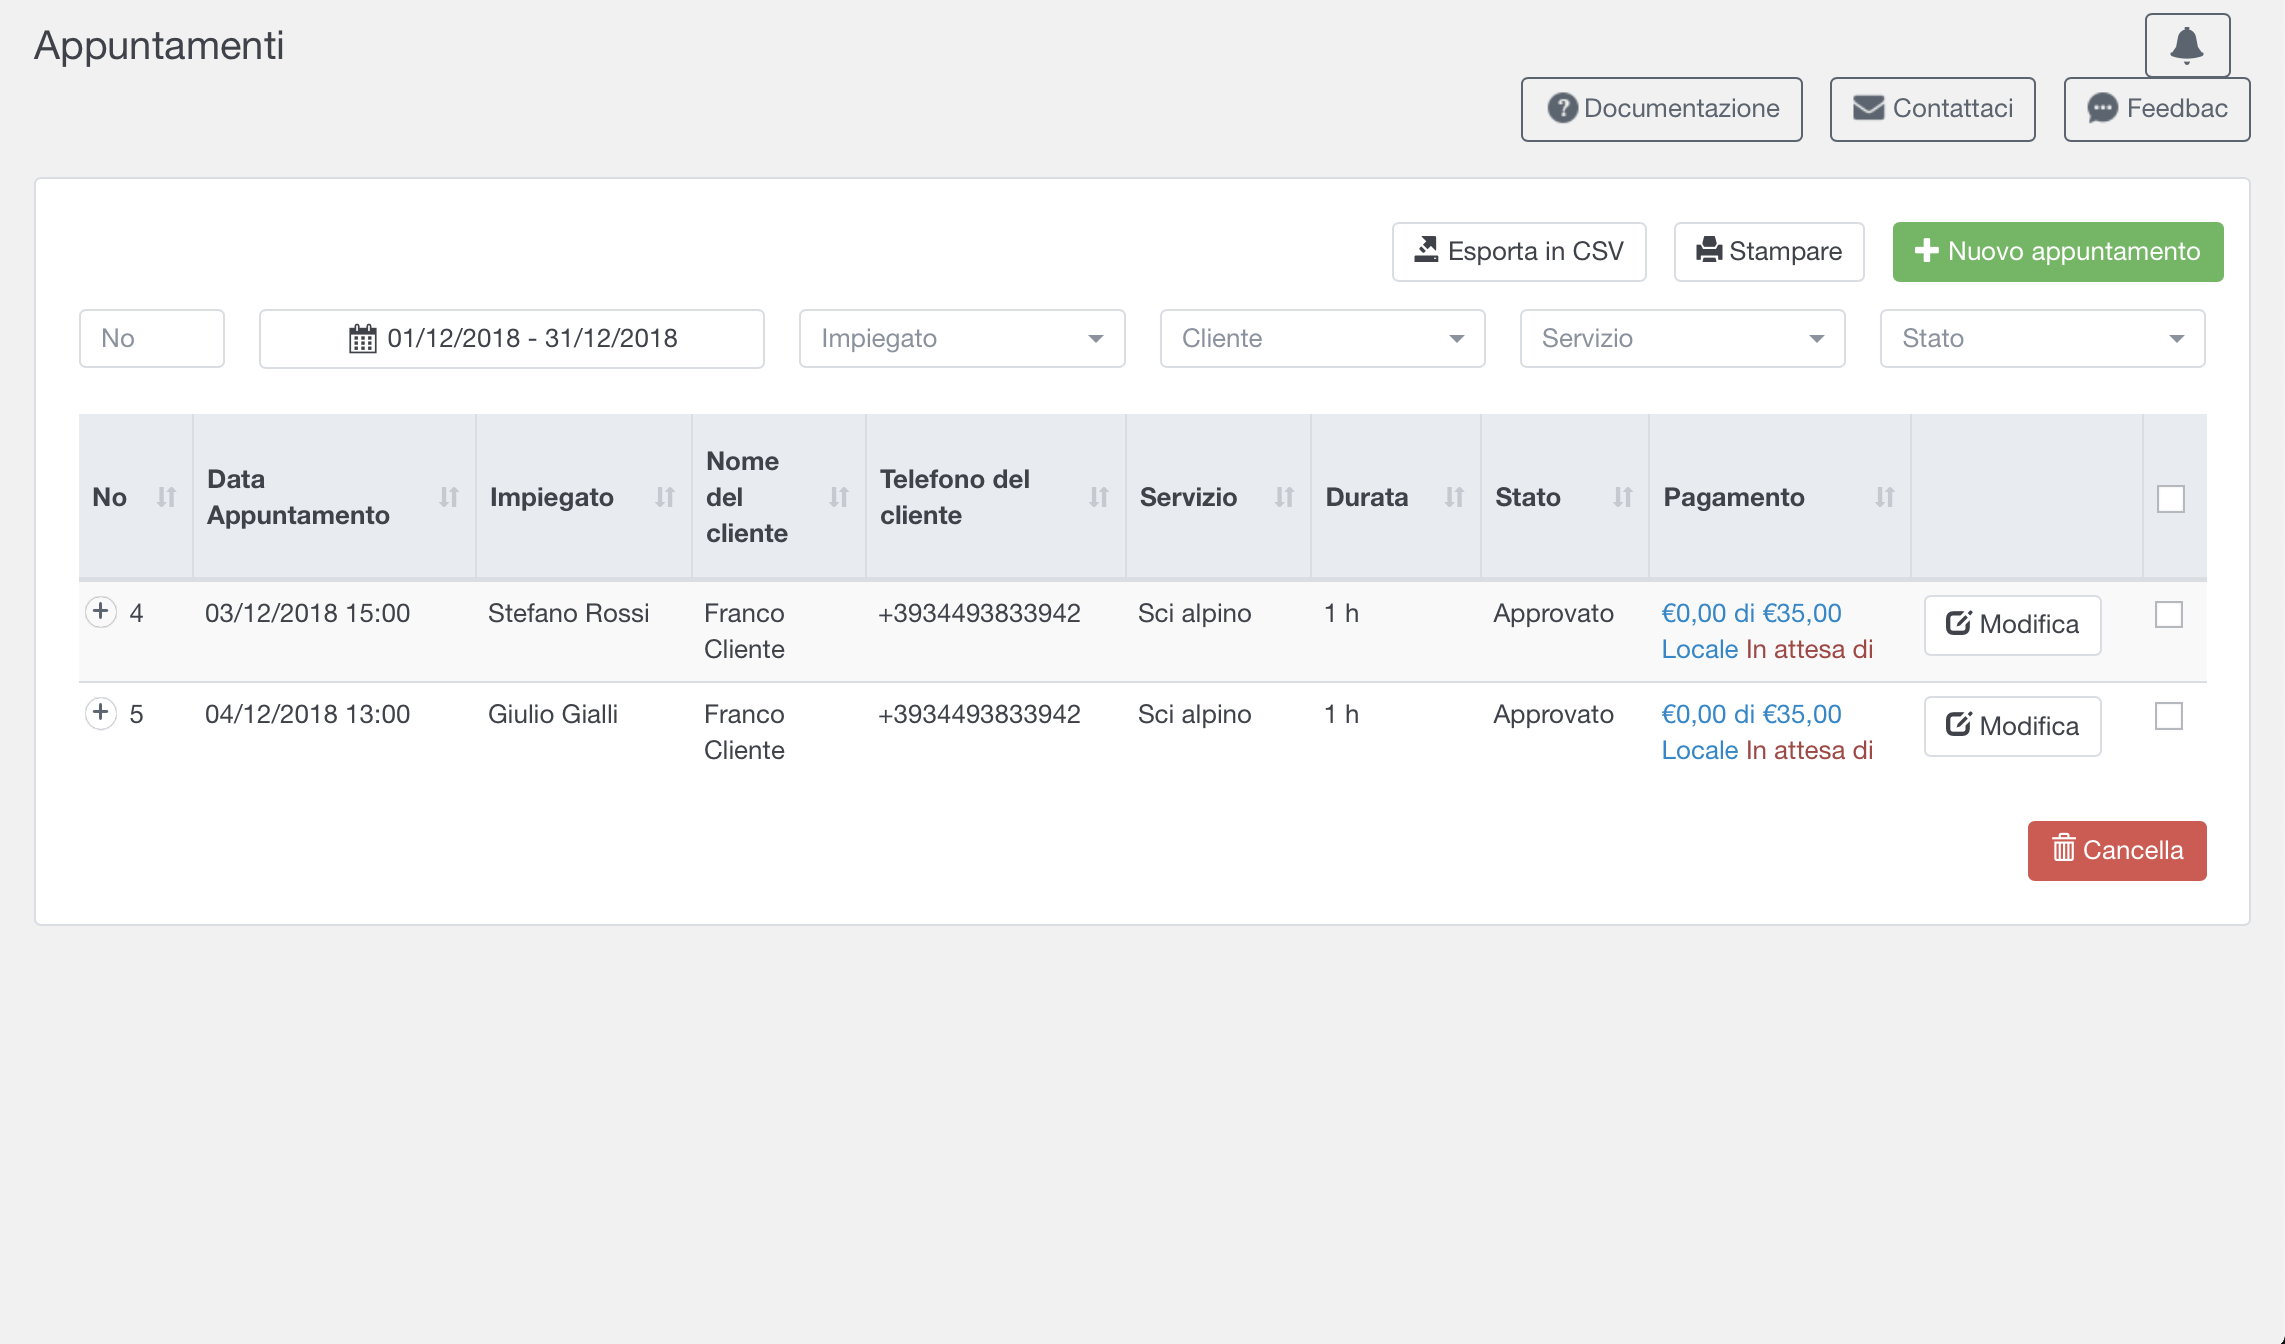 Appuntamenti
Documentazione
Contattaci
Feedbac
Esporta in CSV
Stampare
Nuovo appuntamento
No
01/12/2018 - 31/12/2018
Impiegato
Cliente
Servizio
Stato
No
Data
Appuntamento
Impiegato
Nome
del
cliente
Telefono del
cliente
Servizio
Durata
Stato
Pagamento
4
03/12/2018 15:00
Stefano Rossi
Franco
Cliente
+3934493833942
Sci alpino
1 h
Approvato
€0,00 di €35,00
Locale In attesa di
Modifica
5
04/12/2018 13:00
Giulio Gialli
Franco
Cliente
+3934493833942
Sci alpino
1 h
Approvato
€0,00 di €35,00
Locale In attesa di
Modifica
Cancella